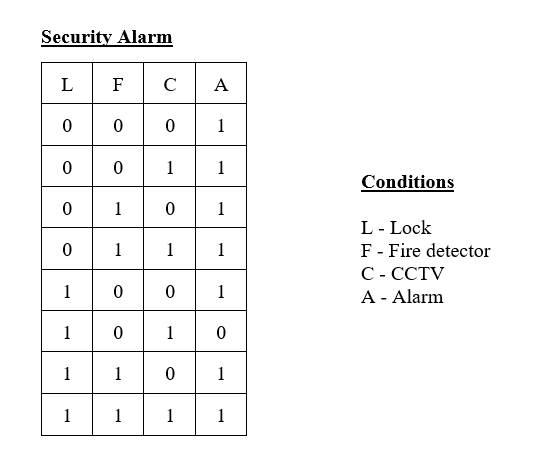 Security Alarm
L F C A
0 0 0 1
0 0 1 1
0 1 0 1
0 1 1 1
1 0 0 1
1 0 1 0
1 1 0 1
1 1 1 1
Conditions
L - Lock
F - Fire detector
C - CCTV
A - Alarm